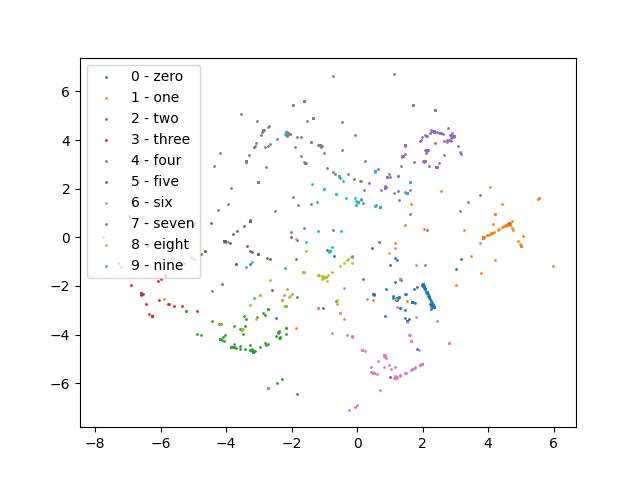 0 - zero
1 - one
2 - two
3 - three
4 - four
5 - five
6 - six
7 - seven
8 - eight
9 - nine
6
4
2
0
−2
−4
−6
−8
−6
−4
−2
0
2
4
6